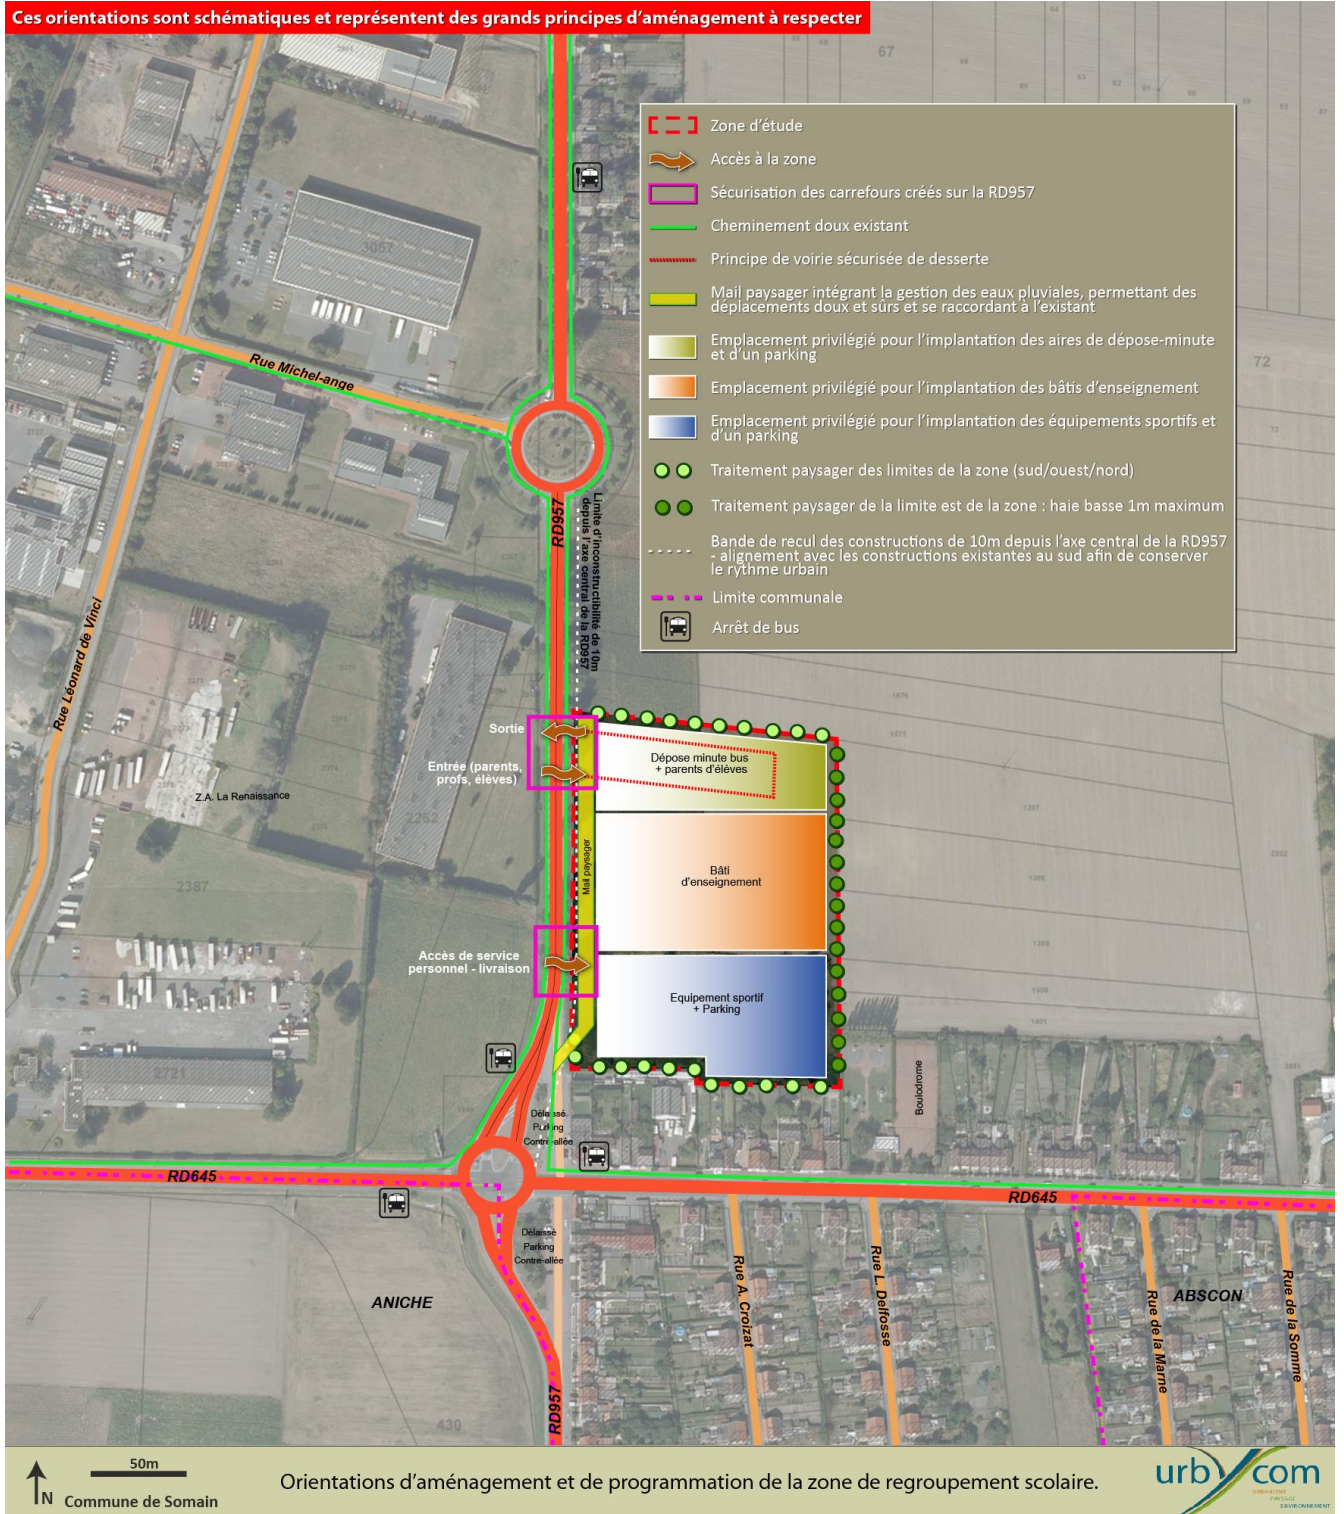 Ces orientations sont schématiques et représentent des grands principes d'aménagement à respecter
Zone d'étude
Accès à la zone
Sécurisation des carrefours créés sur la RD957
Cheminement doux existant
Principe de voirie sécurisée de desserte
Mail paysager intégrant la gestion des eaux pluviales, permettant des
déplacements doux et sûrs et se raccordant à l'existant
Emplacement privilégié pour l'implantation des aires de dépose-minute
et d'un parking
Emplacement privilégié pour l'implantation des bâtis d'enseignement
Emplacement privilégié pour l'implantation des équipements sportifs et
d'un parking
Traitement paysager des limites de la zone (sud/ouest/nord)
Traitement paysager de la limite est de la zone : haie basse 1m maximum
Bande de recul des constructions de 10m depuis l'axe central de la RD957
- alignement avec les constructions existantes au sud afin de conserver
le rythme urbain
Limite communale
Arrêt de bus
67
72
3057
Rue Michel-ange
RD957
Limite d'inconstructibilité de 10m
depuis l'axe central de la RD957
Rue Léonard de Vinci
Sortie
Entrée (parents,
profs, élèves)
Dépose minute bus
+ parents d'élèves
Z.A. La Renaissance
2262
2387
Mail paysager
Bâti
d'enseignement
Accès de service
personnel - livraison
Equipement sportif
+ Parking
2721
Boulodrome
Délaissé
Parking
Contre-allée
RD645
RD645
Délaissé
Parking
Contre-allée
ANICHE
Rue A. Croizat
Rue L. Delfosse
Rue de la Marne
ABSCON
Rue de la Somme
RD957
430
50m
N
Commune de Somain
Orientations d'aménagement et de programmation de la zone de regroupement scolaire.
urbycom
URBANISME
PAYSAGE
ENVIRONNEMENT